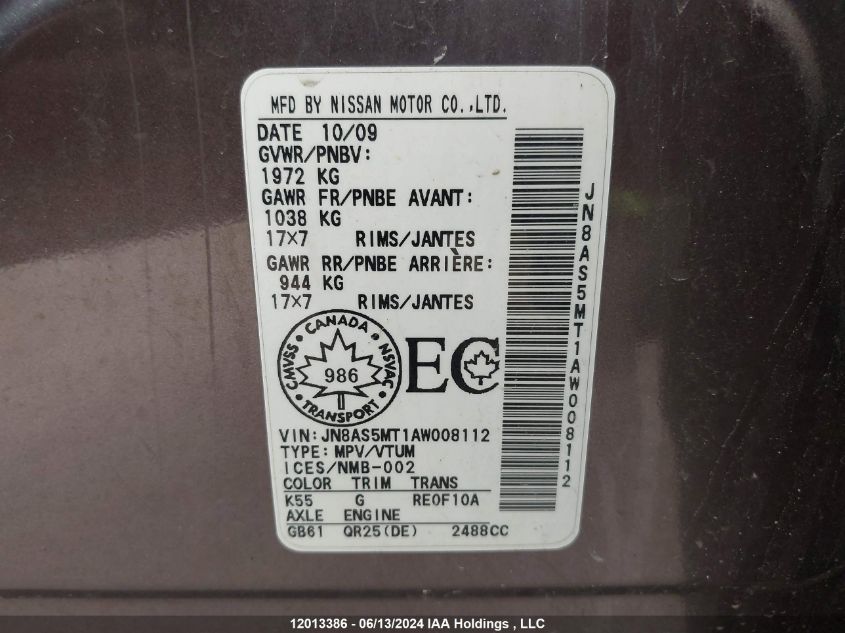 MFD BY NISSAN MOTOR CO.,LTD.
DATE 10/09
GVWR/PNBV:
1972 KG
GAWR FR/PNBE AVANT:
1038 KG
17×7 RIMS/JANTES
GAWR RR/PNBE ARRIÈRE:
944 KG
17×7 RIMS/JANTES
CANADA
CMVSS • NSVAC
986
TRANSPORT
EC
VIN:JN8AS5MT1AW008112
TYPE:MPV/VTUM
ICES/NMB-002
COLOR TRIM TRANS
K55 G RE0F10A
AXLE ENGINE
GB61 QR25(DE) 2488CC
JN8AS5MT1AW008112
12013386 - 06/13/2024 IAA Holdings , LLC